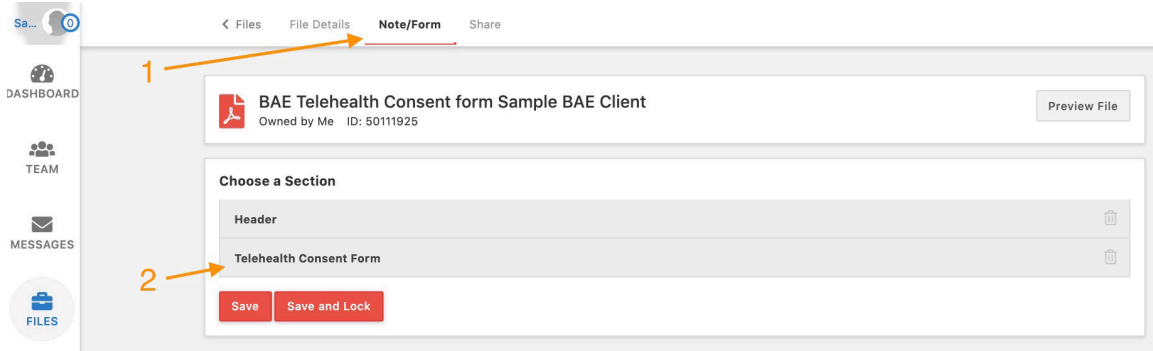 Sa... 0
Files File Details Note/Form Share
1
DASHBOARD
BAE Telehealth Consent form Sample BAE Client
Owned by Me ID: 50111925
Preview File
TEAM
Choose a Section
Header
MESSAGES
Telehealth Consent Form
2
Save Save and Lock
FILES